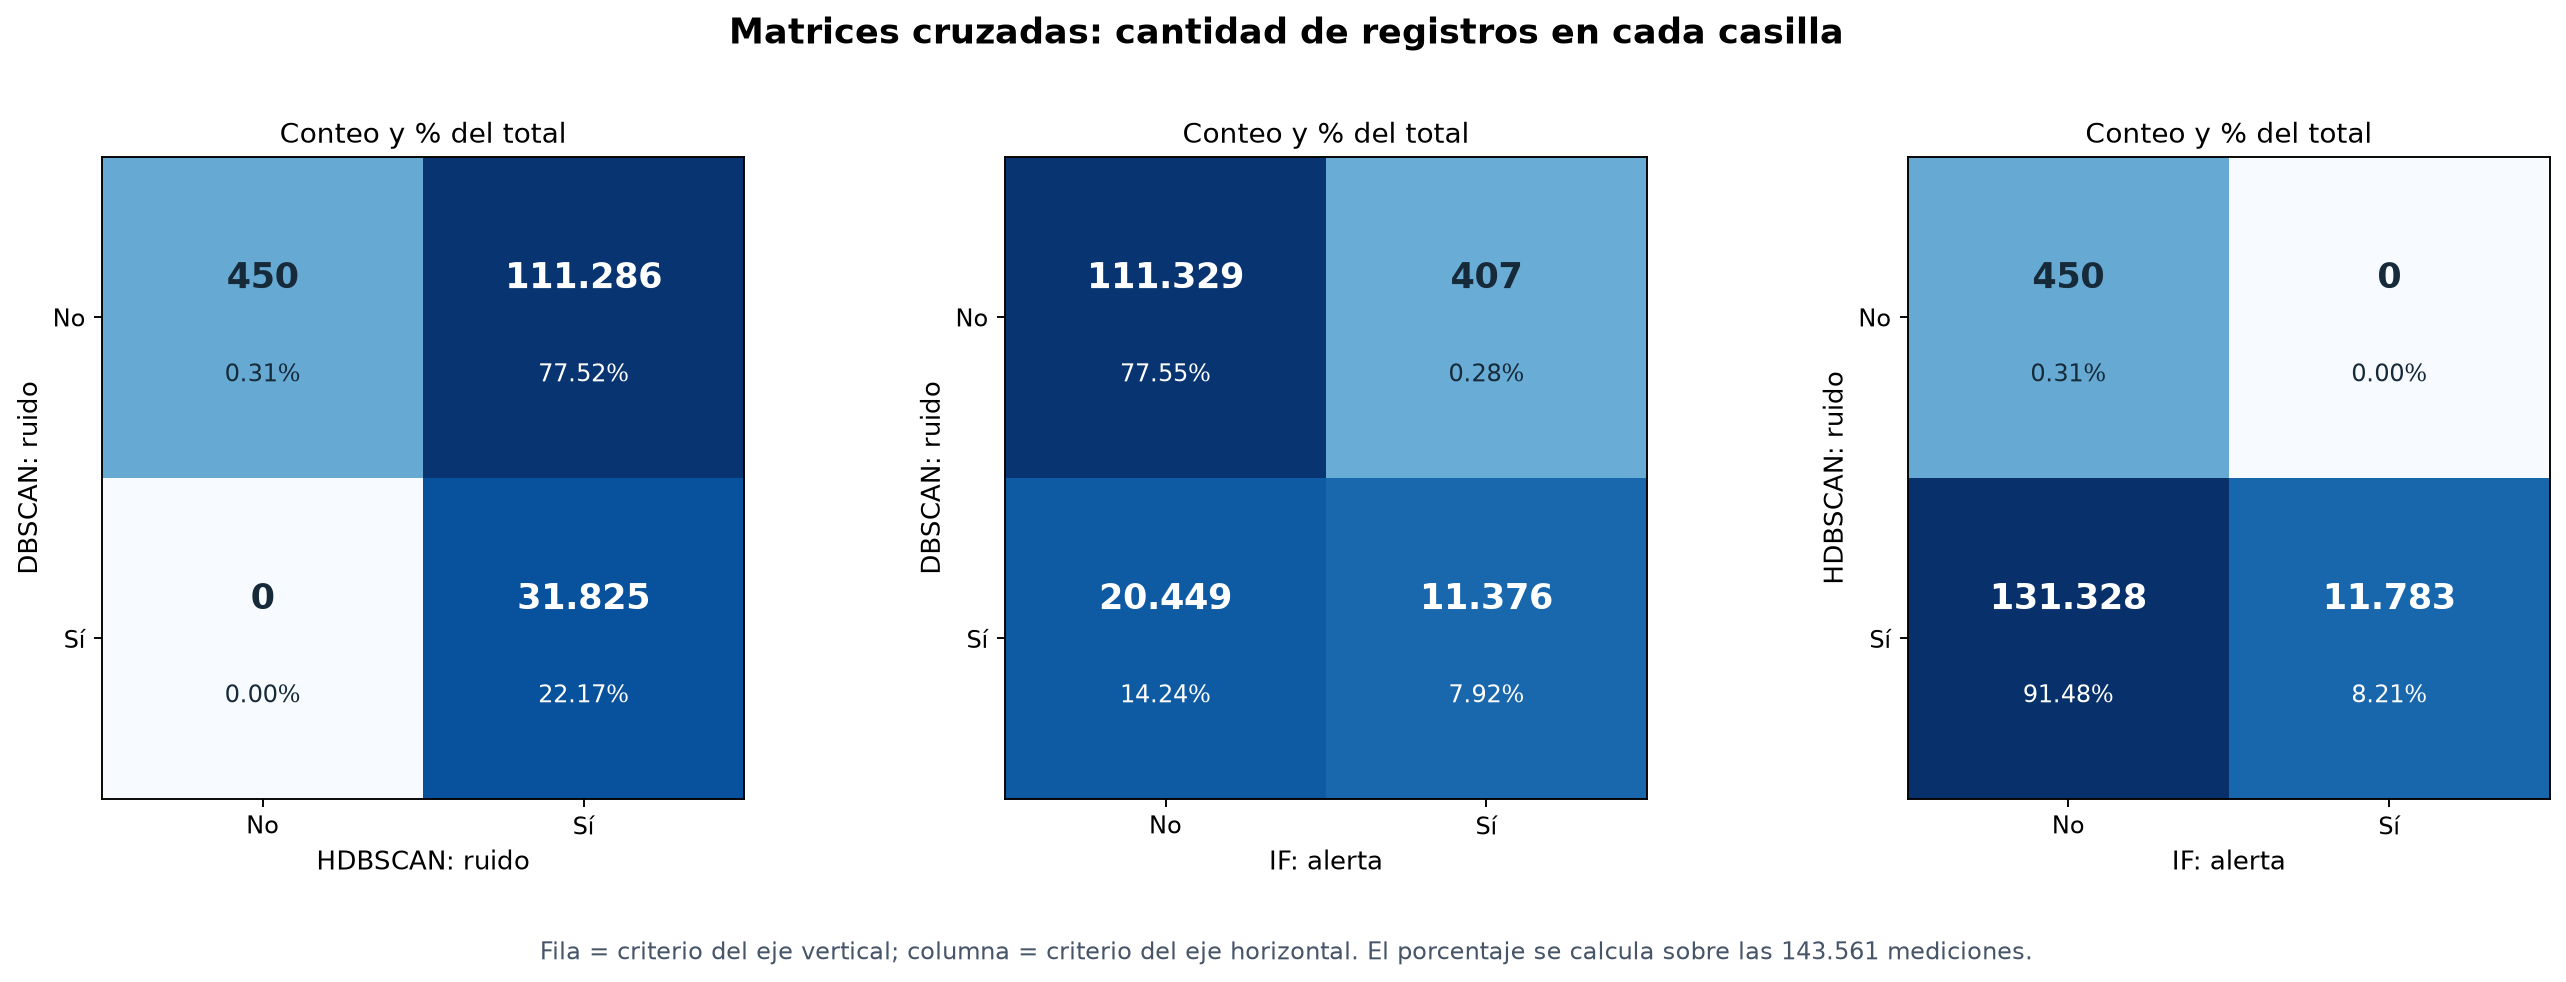 Matrices cruzadas: cantidad de registros en cada casilla
Conteo y % del total
DBSCAN: ruido
No
Sí
450
0.31%
111.286
77.52%
0
0.00%
31.825
22.17%
No
Sí
HDBSCAN: ruido
Conteo y % del total
DBSCAN: ruido
No
Sí
111.329
77.55%
407
0.28%
20.449
14.24%
11.376
7.92%
No
Sí
IF: alerta
Conteo y % del total
HDBSCAN: ruido
No
Sí
450
0.31%
0
0.00%
131.328
91.48%
11.783
8.21%
No
Sí
IF: alerta
Fila = criterio del eje vertical; columna = criterio del eje horizontal. El porcentaje se calcula sobre las 143.561 mediciones.